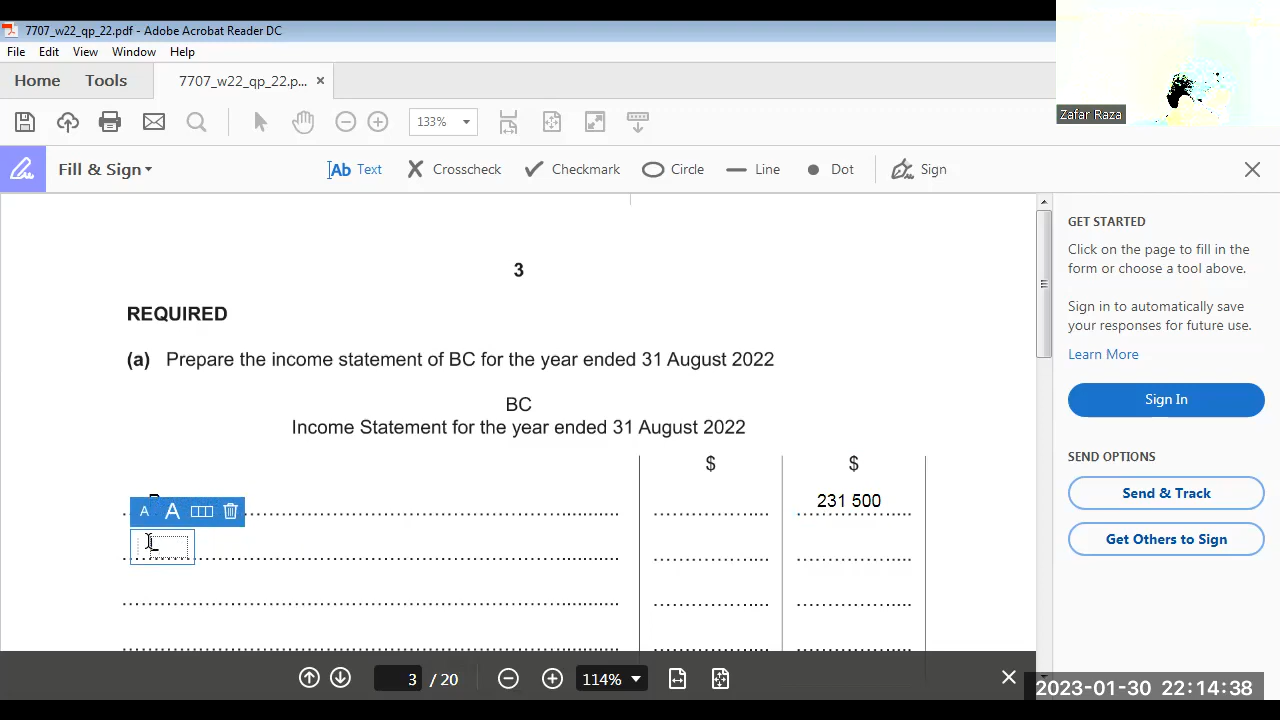 7707_w22_qp_22.pdf - Adobe Acrobat Reader DC
File Edit View Window Help
Home Tools 7707_w22_qp_22.p... ×
133%
Fill & Sign Ab Text Crosscheck Checkmark Circle Line Dot Sign
Zafar Raza
3
REQUIRED
(a) Prepare the income statement of BC for the year ended 31 August 2022
BC
Income Statement for the year ended 31 August 2022
$ $
231 500
A A
GET STARTED
Click on the page to fill in the
form or choose a tool above.
Sign in to automatically save
your responses for future use.
Learn More
Sign In
SEND OPTIONS
Send & Track
Get Others to Sign
3 / 20 114%
2023-01-30 22:14:38